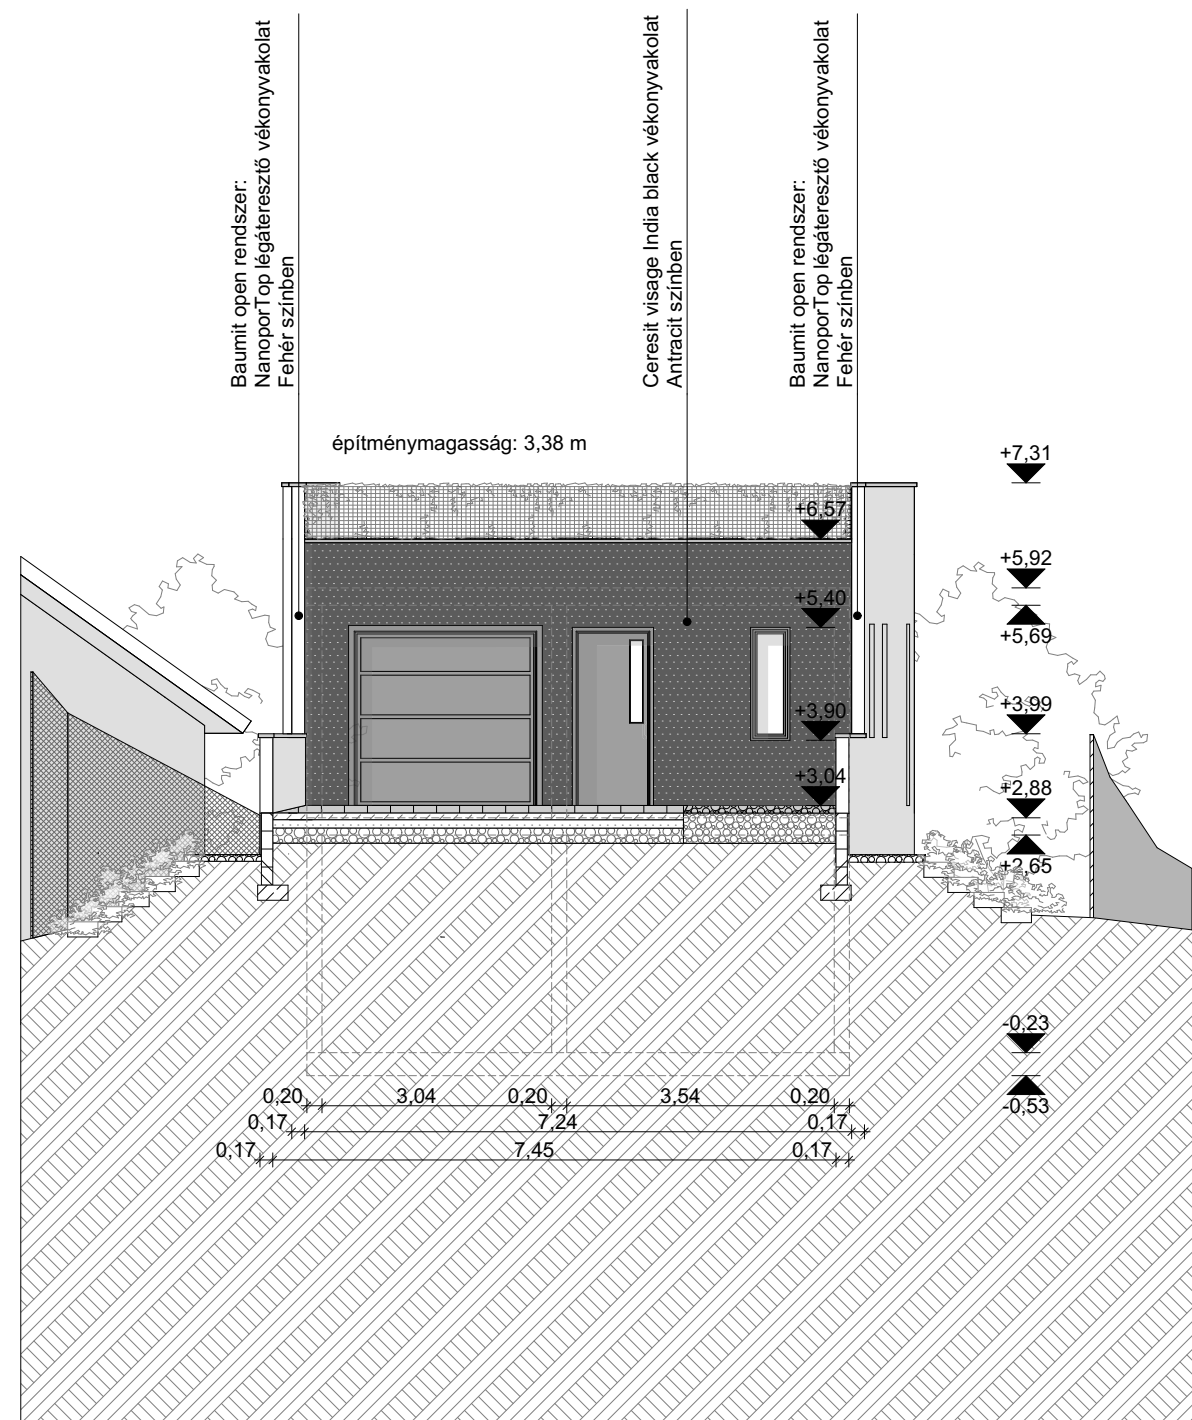 Baumit open rendszer:
NanoporTop légáteresztő vékonyvakolat
Fehér színben
Ceresit visage India black vékonyvakolat
Antracit színben
Baumit open rendszer:
NanoporTop légáteresztő vékonyvakolat
Fehér színben
építménymagasság: 3,38 m
+7,31
+6,57
+5,92
+5,40
+5,69
+3,99
+3,90
+3,04
+2,88
+2,65
-0,23
-0,53
0,20 3,04 0,20 3,54 0,20
0,17 7,24 0,17
0,17 7,45 0,17